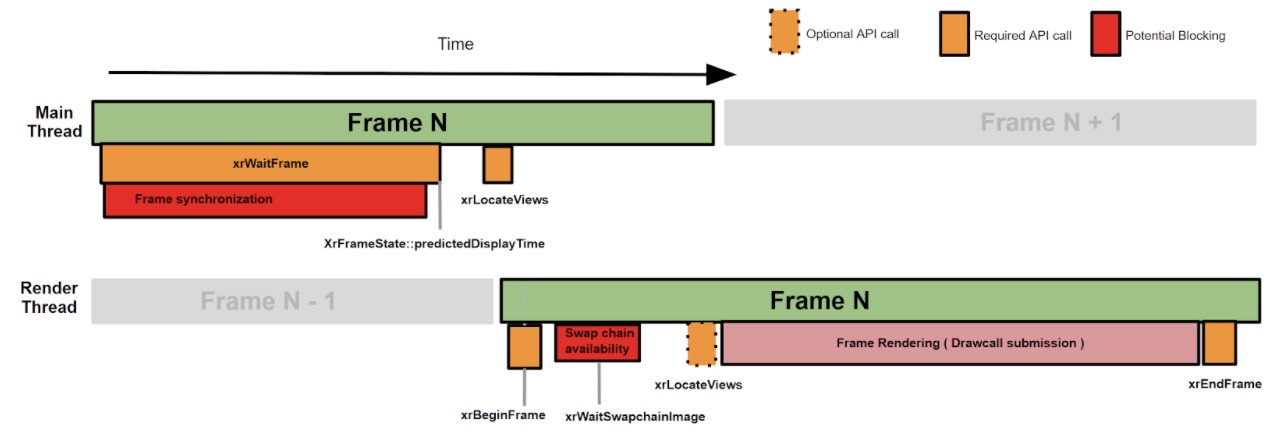 Time
Optional API call
Required API call
Potential Blocking
Main
Thread
Frame N
Frame N + 1
xrWaitFrame
Frame synchronization
xrLocateViews
XrFrameState::predictedDisplayTime
Render
Thread
Frame N - 1
Frame N
Swap chain
availability
Frame Rendering ( Drawcall submission )
xrLocateViews
xrEndFrame
xrBeginFrame
xrWaitSwapchainImage